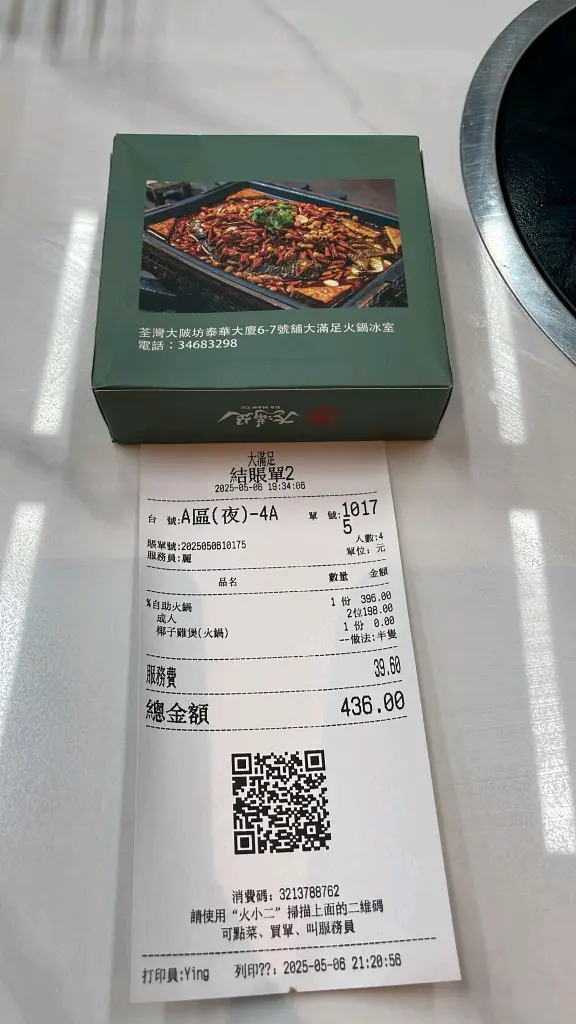 荃灣大陂坊泰華大廈6-7號舖大滿足火鍋冰室
電話：34683298
DA MAN ZU
大滿足
結賬單2
2025-05-06 19:34:06
台 號:A區(夜)-4A 單 號:10175
賬單號:2025050610175 人數:4
服務員:麗 單位: 元
品名 數量 金額
%自助火鍋 1 份 396.00
成人 2位198.00
椰子雞煲(火鍋) 1 份 0.00
--做法:半隻
服務費 39.60
總金額 436.00
消費碼: 3213788762
請使用“火小二”掃描上面的二維碼
可點菜、買單、叫服務員
打印員:Ying 列印??: 2025-05-06 21:20:56